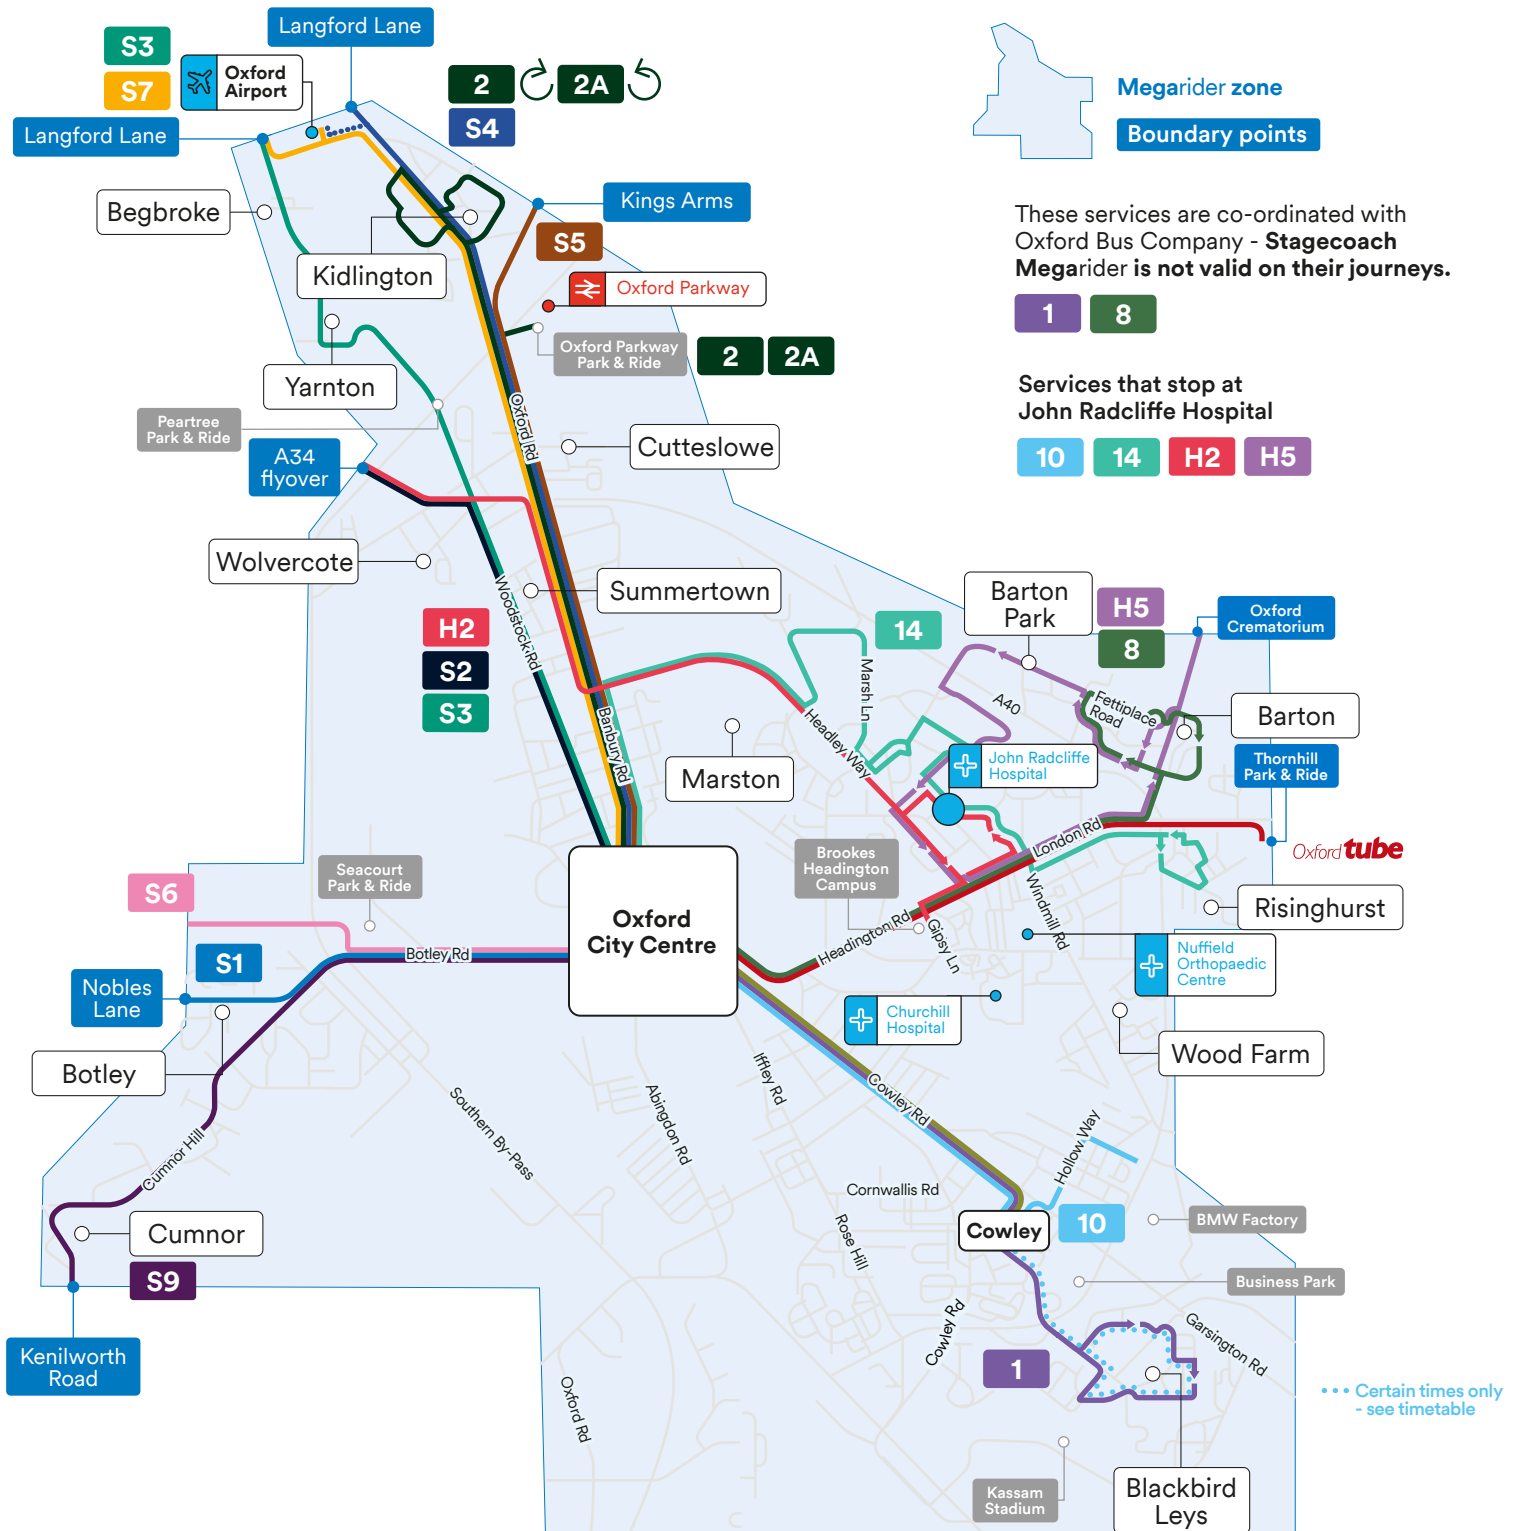 Langford Lane
S3
S7
Oxford
Airport
2
2A
S4
Langford Lane
Begbroke
Kings Arms
S5
Kidlington
Oxford Parkway
Oxford Parkway
Park & Ride
2
2A
Yarnton
Peartree
Park & Ride
Oxford Rd
Cutteslowe
A34
flyover
Wolvercote
Summertown
Woodstock Rd
H2
S2
S3
Banbury Rd
Megarider zone
Boundary points
These services are co-ordinated with
Oxford Bus Company - Stagecoach
Megarider is not valid on their journeys.
1
8
Services that stop at
John Radcliffe Hospital
10
14
H2
H5
Barton
Park
H5
8
Oxford
Crematorium
14
Marsh Ln
A40
Fettiplace
Road
Barton
Headley Way
Marston
John Radcliffe
Hospital
Thornhill
Park & Ride
London Rd
Oxford tube
Brookes
Headington
Campus
Headington Rd
Gipsy Ln
Windmill Rd
Risinghurst
Nuffield
Orthopaedic
Centre
Churchill
Hospital
Wood Farm
S6
Seacourt
Park & Ride
Oxford
City Centre
Botley Rd
S1
Nobles
Lane
Botley
Cumnor Hill
Southern By-Pass
Abingdon Rd
Iffley Rd
Cowley Rd
Hollow Way
Cornwallis Rd
Rose Hill
Cowley
10
BMW Factory
Business Park
Cumnor
S9
Kenilworth
Road
Cowley Rd
Garsington Rd
1
Oxford Rd
Certain times only
- see timetable
Kassam
Stadium
Blackbird
Leys